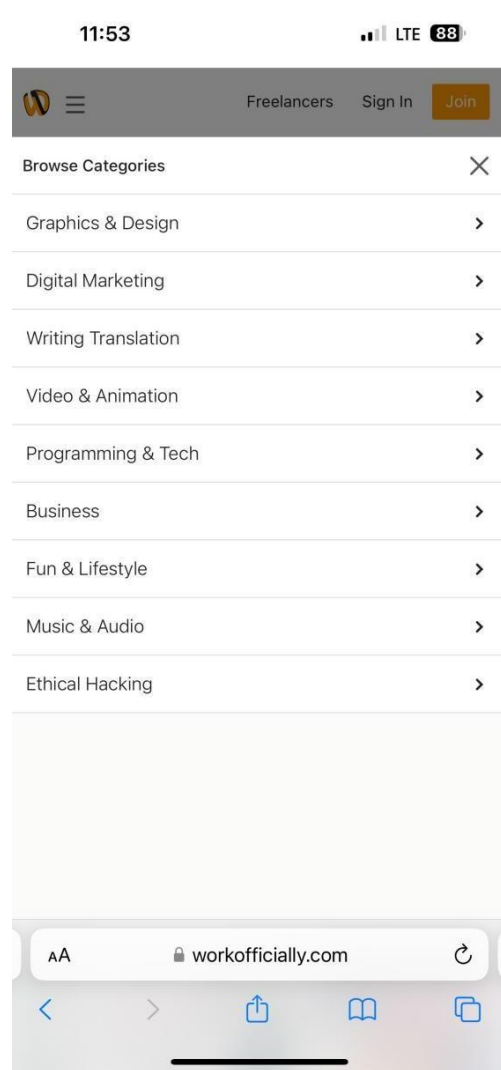 11:53 LTE 88
Freelancers Sign In Join
Browse Categories
Graphics & Design
Digital Marketing
Writing Translation
Video & Animation
Programming & Tech
Business
Fun & Lifestyle
Music & Audio
Ethical Hacking
AA workofficially.com